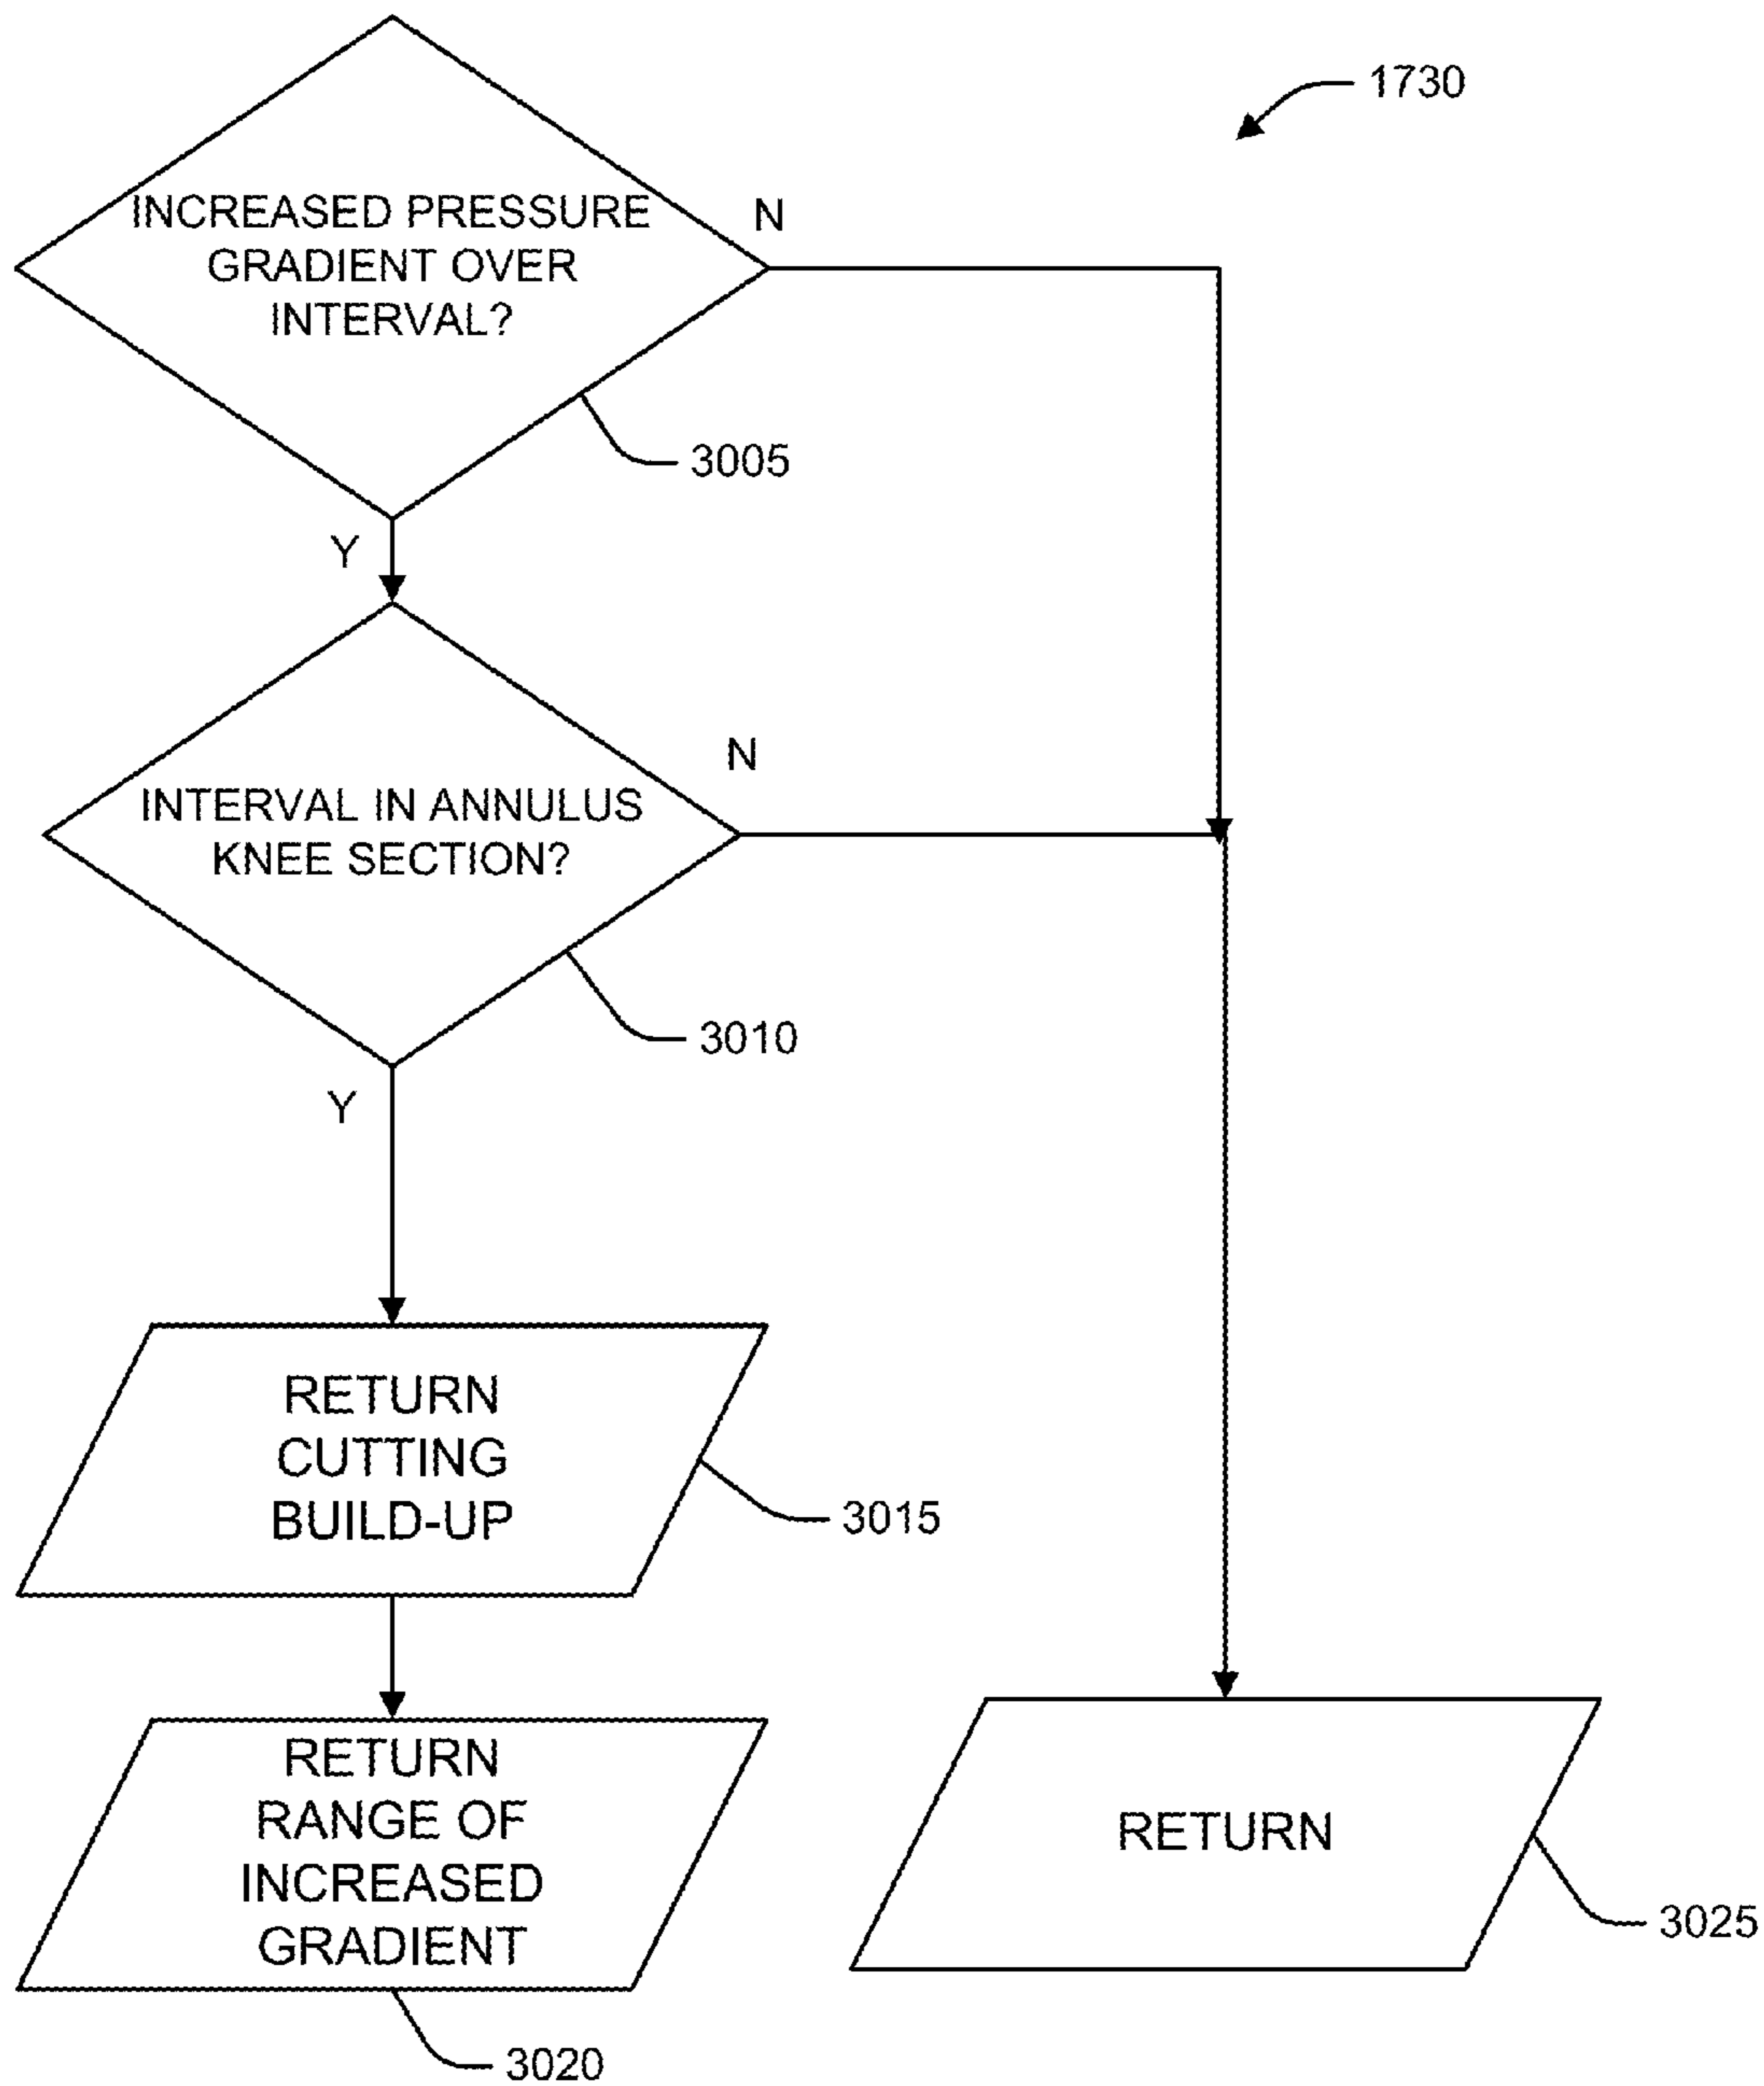 1730
INCREASED PRESSURE
GRADIENT OVER
INTERVAL?
N
3005
Y
INTERVAL IN ANNULUS
KNEE SECTION?
N
3010
Y
RETURN
CUTTING
BUILD-UP
3015
RETURN
RANGE OF
INCREASED
GRADIENT
3020
RETURN
3025